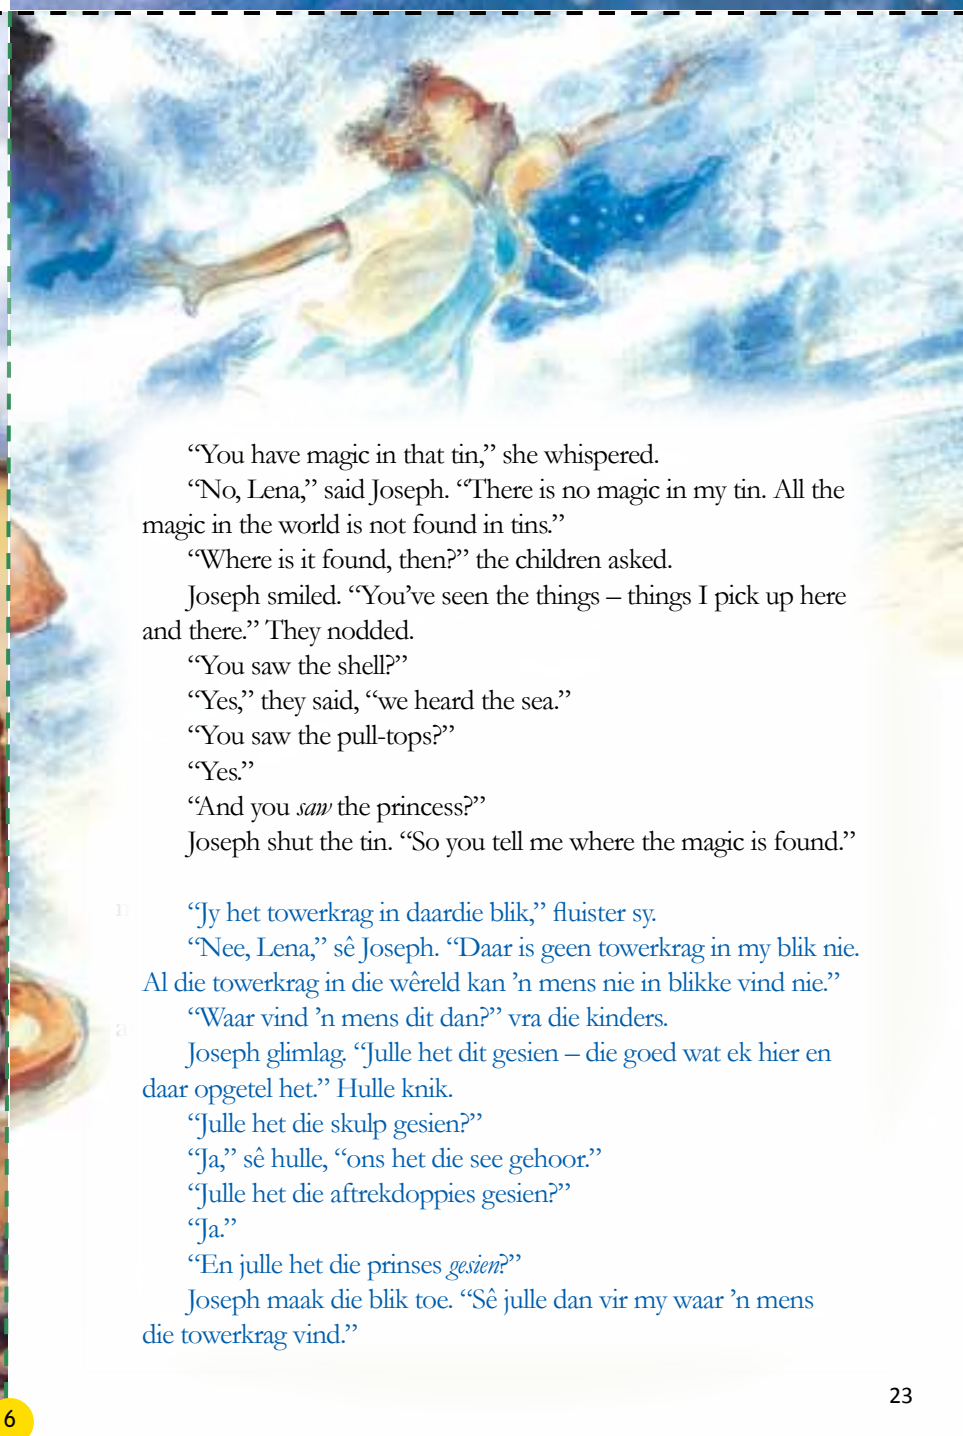 “You have magic in that tin,” she whispered.
“No, Lena,” said Joseph. “There is no magic in my tin. All the
magic in the world is not found in tins.”
“Where is it found, then?” the children asked.
Joseph smiled. “You’ve seen the things – things I pick up here
and there.” They nodded.
“You saw the shell?”
“Yes,” they said, “we heard the sea.”
“You saw the pull-tops?”
“Yes.”
“And you saw the princess?”
Joseph shut the tin. “So you tell me where the magic is found.”
“Jy het towerkrag in daardie blik,” fluister sy.
“Nee, Lena,” sê Joseph. “Daar is geen towerkrag in my blik nie.
Al die towerkrag in die wêreld kan ’n mens nie in blikke vind nie.”
“Waar vind ’n mens dit dan?” vra die kinders.
Joseph glimlag. “Julle het dit gesien – die goed wat ek hier en
daar opgetel het.” Hulle knik.
“Julle het die skulp gesien?”
“Ja,” sê hulle, “ons het die see gehoor.”
“Julle het die aftrekdoppies gesien?”
“Ja.”
“En julle het die prinses gesien?”
Joseph maak die blik toe. “Sê julle dan vir my waar ’n mens
die towerkrag vind.”
23
6